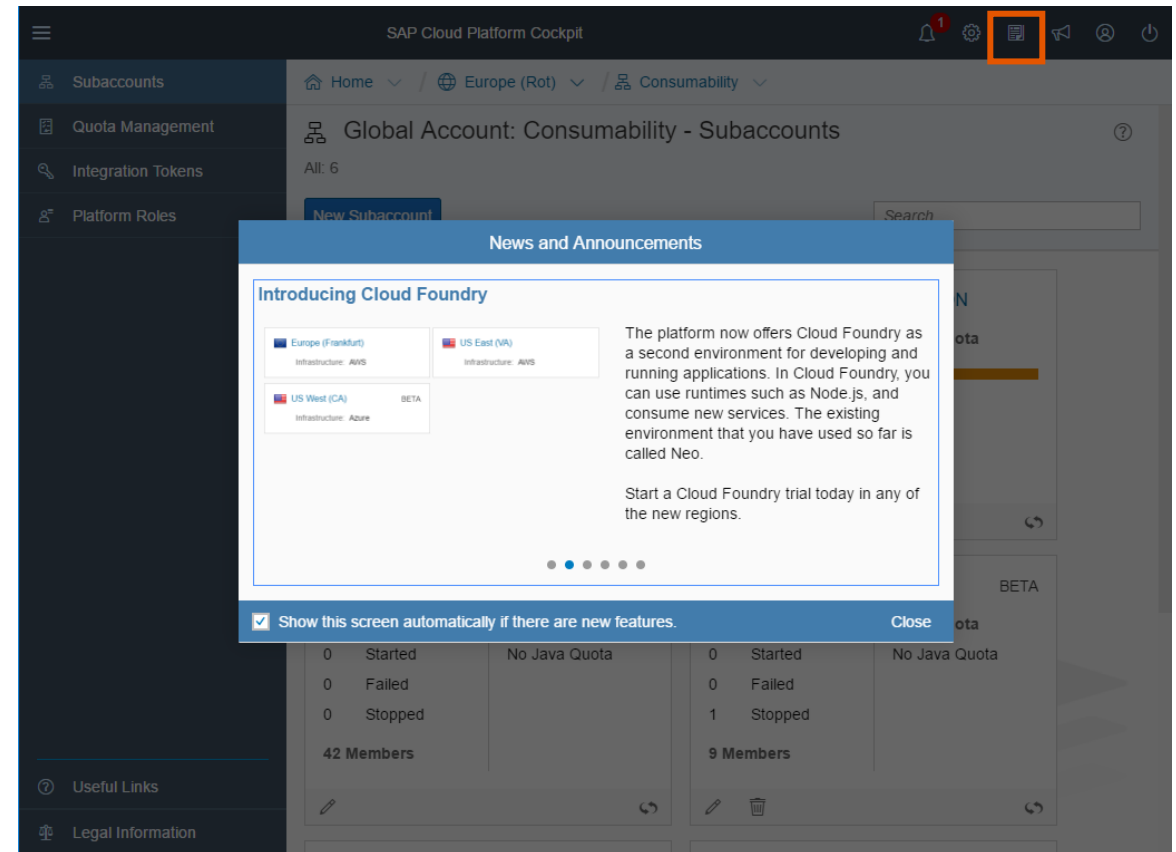 SAP Cloud Platform Cockpit
1
Subaccounts
Home / Europe (Rot) / Consumability
Quota Management
Global Account: Consumability - Subaccounts
Integration Tokens
All: 6
Platform Roles
New Subaccount
Search
News and Announcements
Introducing Cloud Foundry
Europe (Frankfurt)
Infrastructure: AWS
US East (VA)
Infrastructure: AWS
US West (CA) BETA
Infrastructure: Azure
The platform now offers Cloud Foundry as
a second environment for developing and
running applications. In Cloud Foundry, you
can use runtimes such as Node.js, and
consume new services. The existing
environment that you have used so far is
called Neo.
Start a Cloud Foundry trial today in any of
the new regions.
Show this screen automatically if there are new features. Close
BETA
0 Started No Java Quota
0 Failed
0 Stopped
42 Members
0 Started No Java Quota
0 Failed
1 Stopped
9 Members
Useful Links
Legal Information